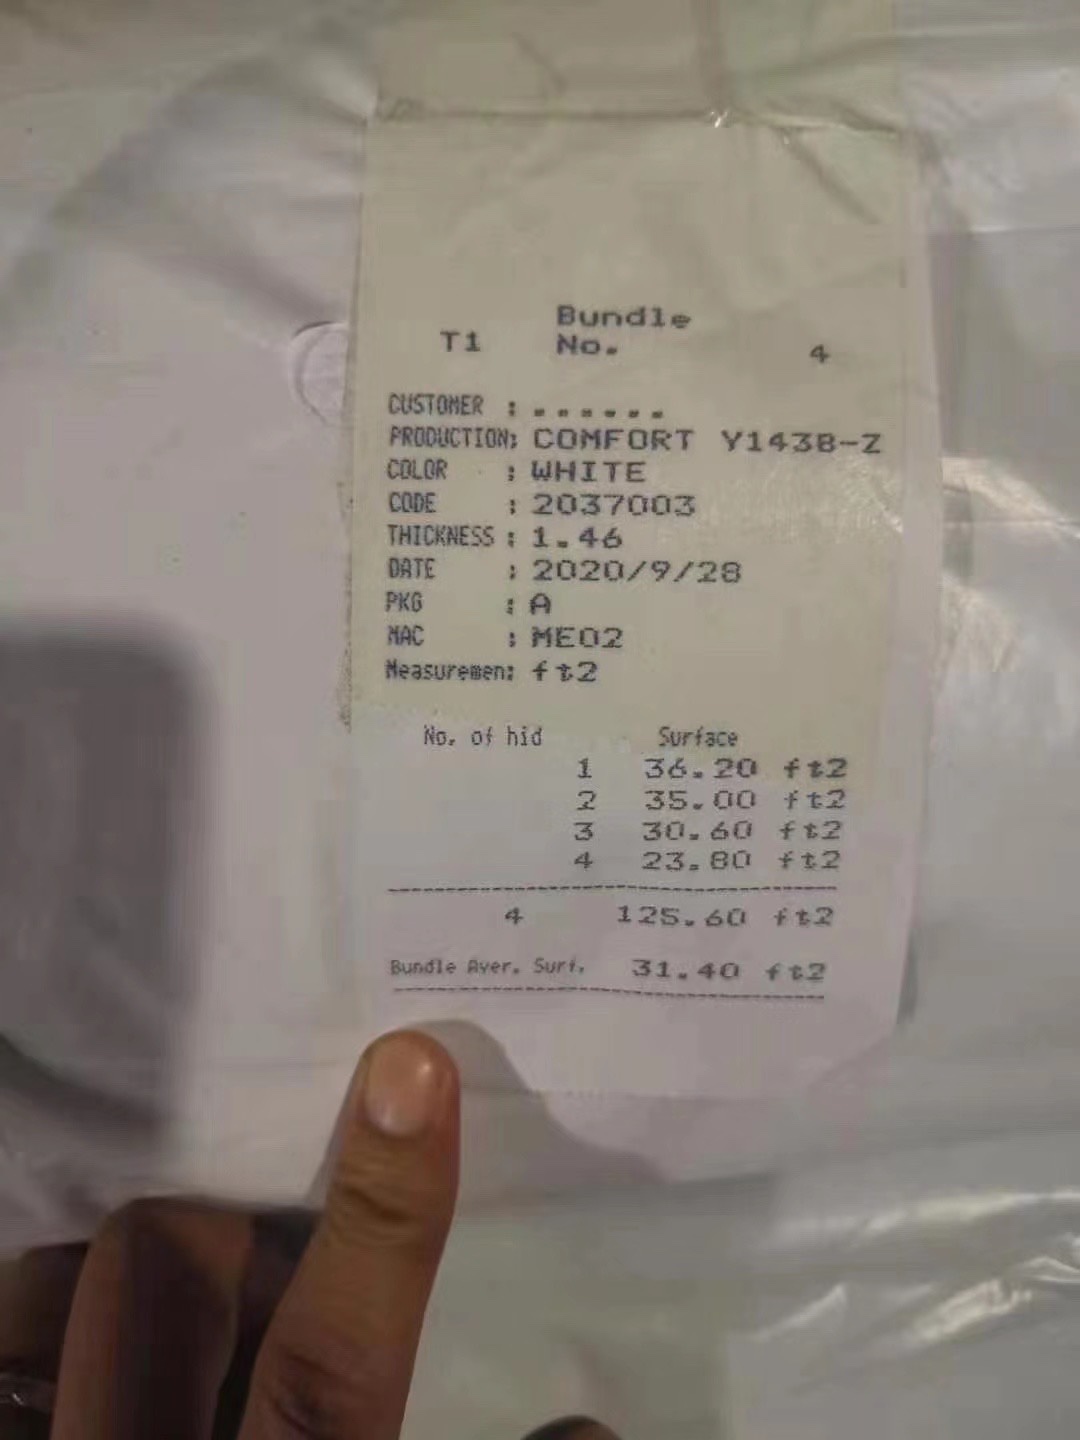 Bundle
T1 No. 4
CUSTOMER : ......
PRODUCTION: COMFORT Y143B-Z
COLOR : WHITE
CODE : 2037003
THICKNESS : 1.46
DATE : 2020/9/28
PKG : A
MAC : ME02
Measuremen: ft2
No. of hid Surface
1 36.20 ft2
2 35.00 ft2
3 30.60 ft2
4 23.80 ft2
4 125.60 ft2
Bundle Aver. Surf. 31.40 ft2